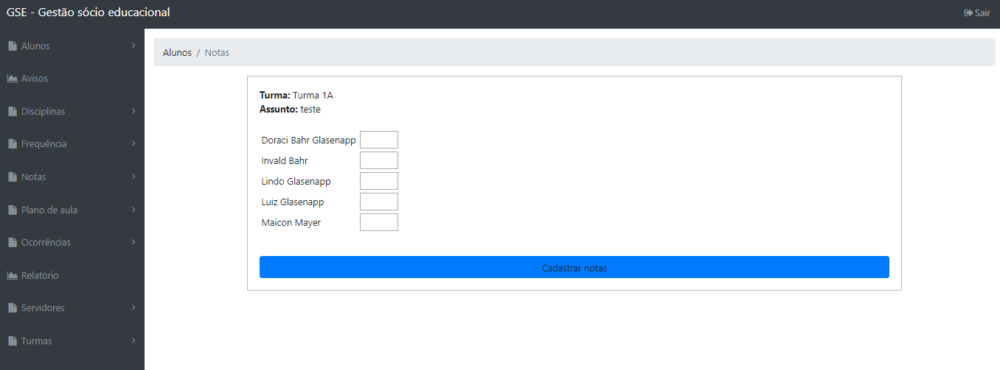 GSE - Gestão sócio educacional
Sair
Alunos
Avisos
Disciplinas
Frequência
Notas
Plano de aula
Ocorrências
Relatório
Servidores
Turmas
Alunos / Notas
Turma: Turma 1A
Assunto: teste
Doraci Bahr Glasenapp
Invald Bahr
Lindo Glasenapp
Luiz Glasenapp
Maicon Mayer
Cadastrar notas